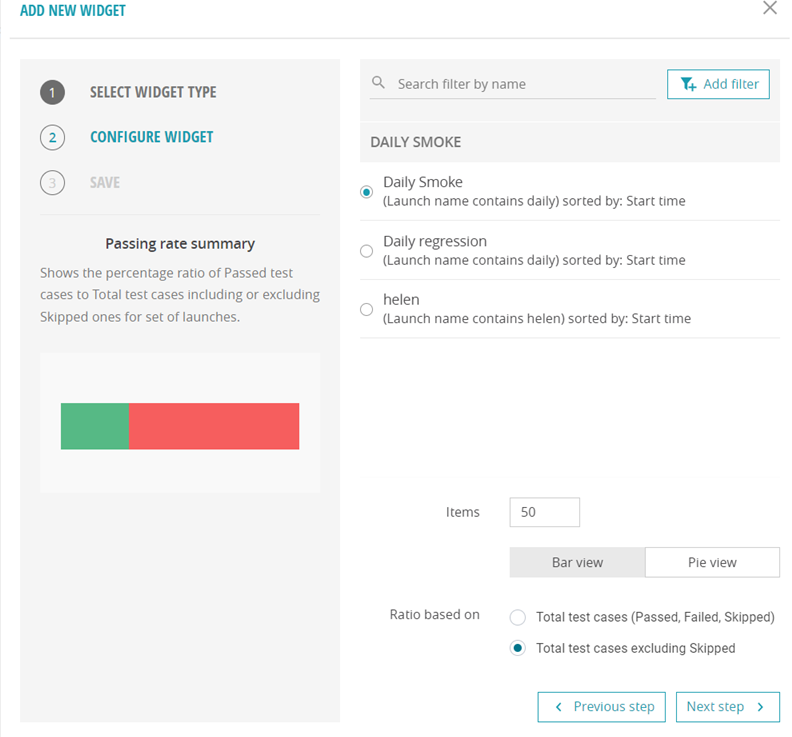 ADD NEW WIDGET
1 SELECT WIDGET TYPE
2 CONFIGURE WIDGET
3 SAVE
Passing rate summary
Shows the percentage ratio of Passed test
cases to Total test cases including or excluding
Skipped ones for set of launches.
Search filter by name
Add filter
DAILY SMOKE
Daily Smoke
(Launch name contains daily) sorted by: Start time
Daily regression
(Launch name contains daily) sorted by: Start time
helen
(Launch name contains helen) sorted by: Start time
Items 50
Bar view Pie view
Ratio based on
Total test cases (Passed, Failed, Skipped)
Total test cases excluding Skipped
Previous step Next step